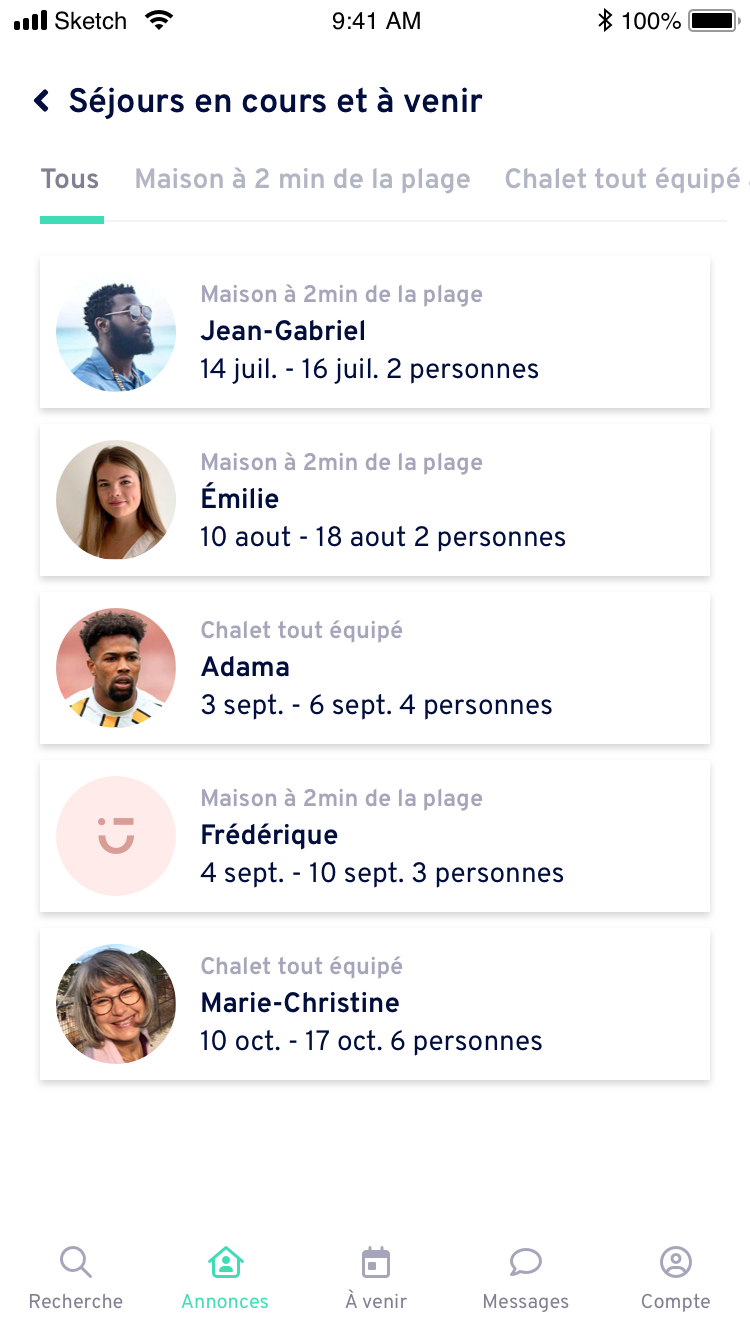 Sketch 9:41 AM 100%
Séjours en cours et à venir
Tous Maison à 2 min de la plage Chalet tout équipé
Maison à 2min de la plage
Jean-Gabriel
14 juil. - 16 juil. 2 personnes
Maison à 2min de la plage
Émilie
10 aout - 18 aout 2 personnes
Chalet tout équipé
Adama
3 sept. - 6 sept. 4 personnes
Maison à 2min de la plage
Frédérique
4 sept. - 10 sept. 3 personnes
Chalet tout équipé
Marie-Christine
10 oct. - 17 oct. 6 personnes
Recherche Annonces À venir Messages Compte